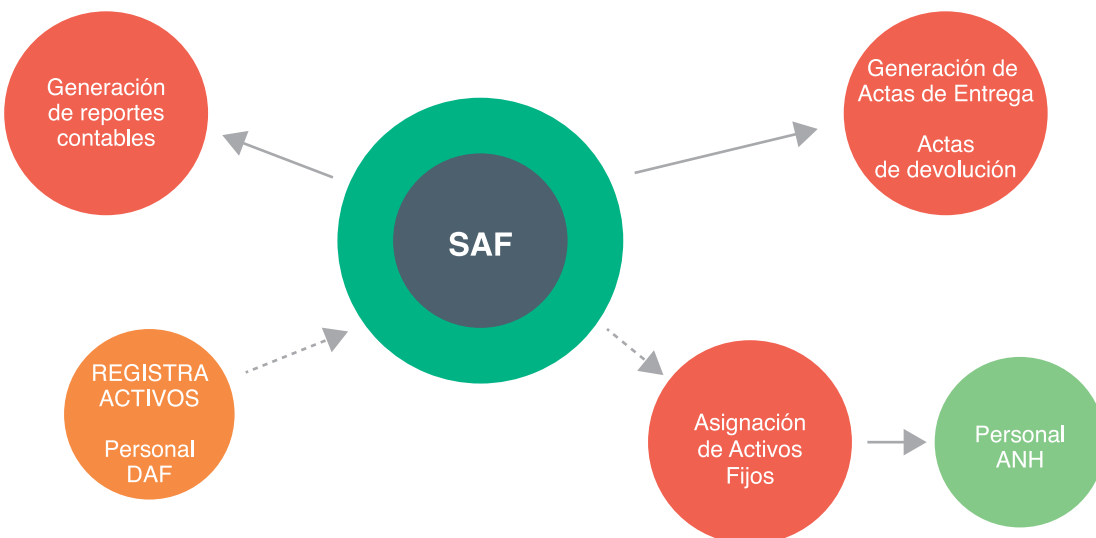 Generación
de reportes
contables
Generación de
Actas de Entrega
Actas
de devolución
SAF
REGISTRA
ACTIVOS
Personal
DAF
Asignación
de Activos
Fijos
Personal
ANH